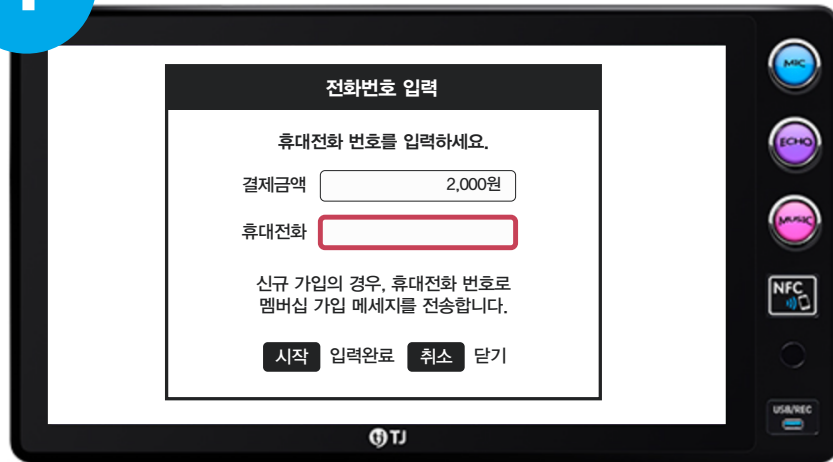 전화번호 입력
휴대전화 번호를 입력하세요.
결제금액 2,000원
휴대전화
신규 가입의 경우, 휴대전화 번호로
멤버십 가입 메세지를 전송합니다.
시작 입력완료 취소 닫기
MIC
ECHO
MUSIC
NFC
USB/REC
TJ